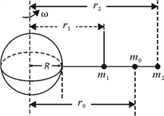 r₂
ω
r₁
R
m₀
m₁
m₂
r₀